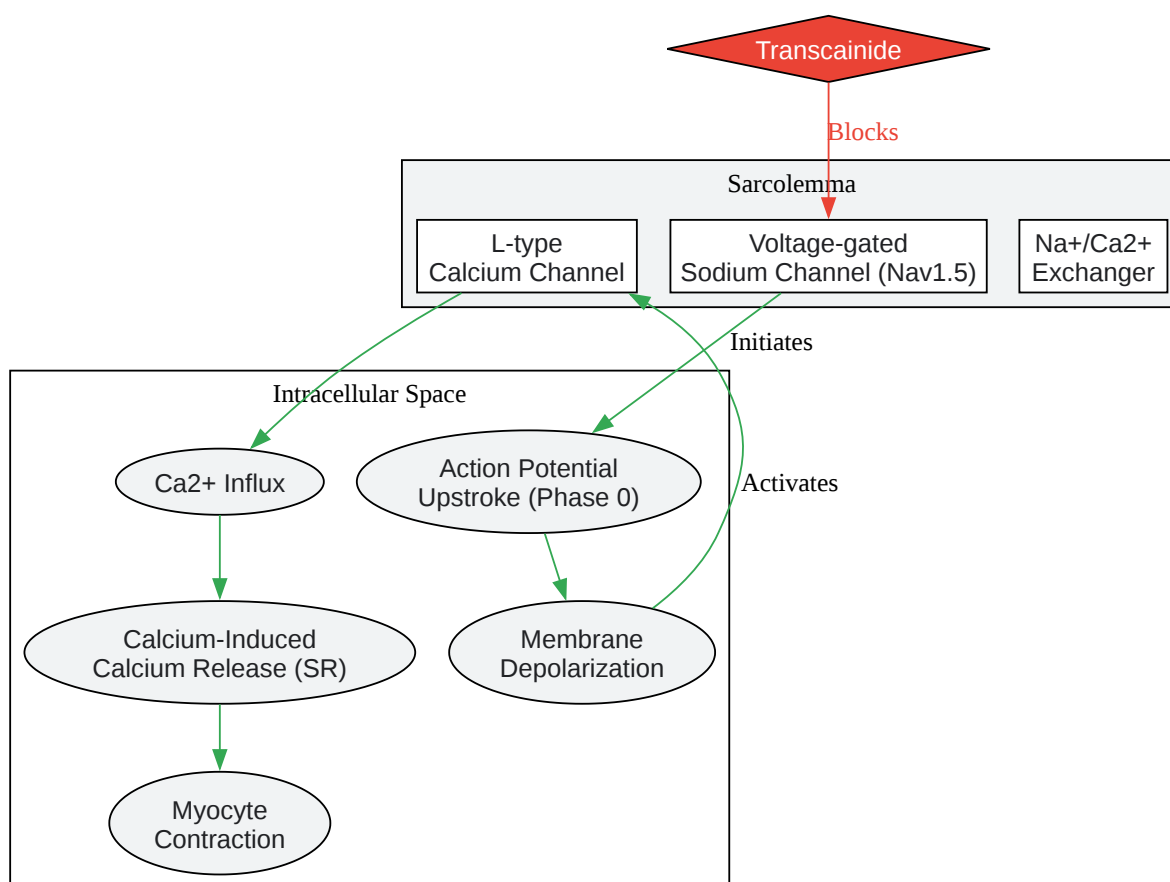 Transcainide
Blocks
Sarcolemma
L-type
Calcium Channel
Voltage-gated
Sodium Channel (Nav1.5)
Na+/Ca2+
Exchanger
Initiates
Intracellular Space
Ca2+ Influx
Action Potential
Upstroke (Phase 0)
Activates
Calcium-Induced
Calcium Release (SR)
Membrane
Depolarization
Myocyte
Contraction